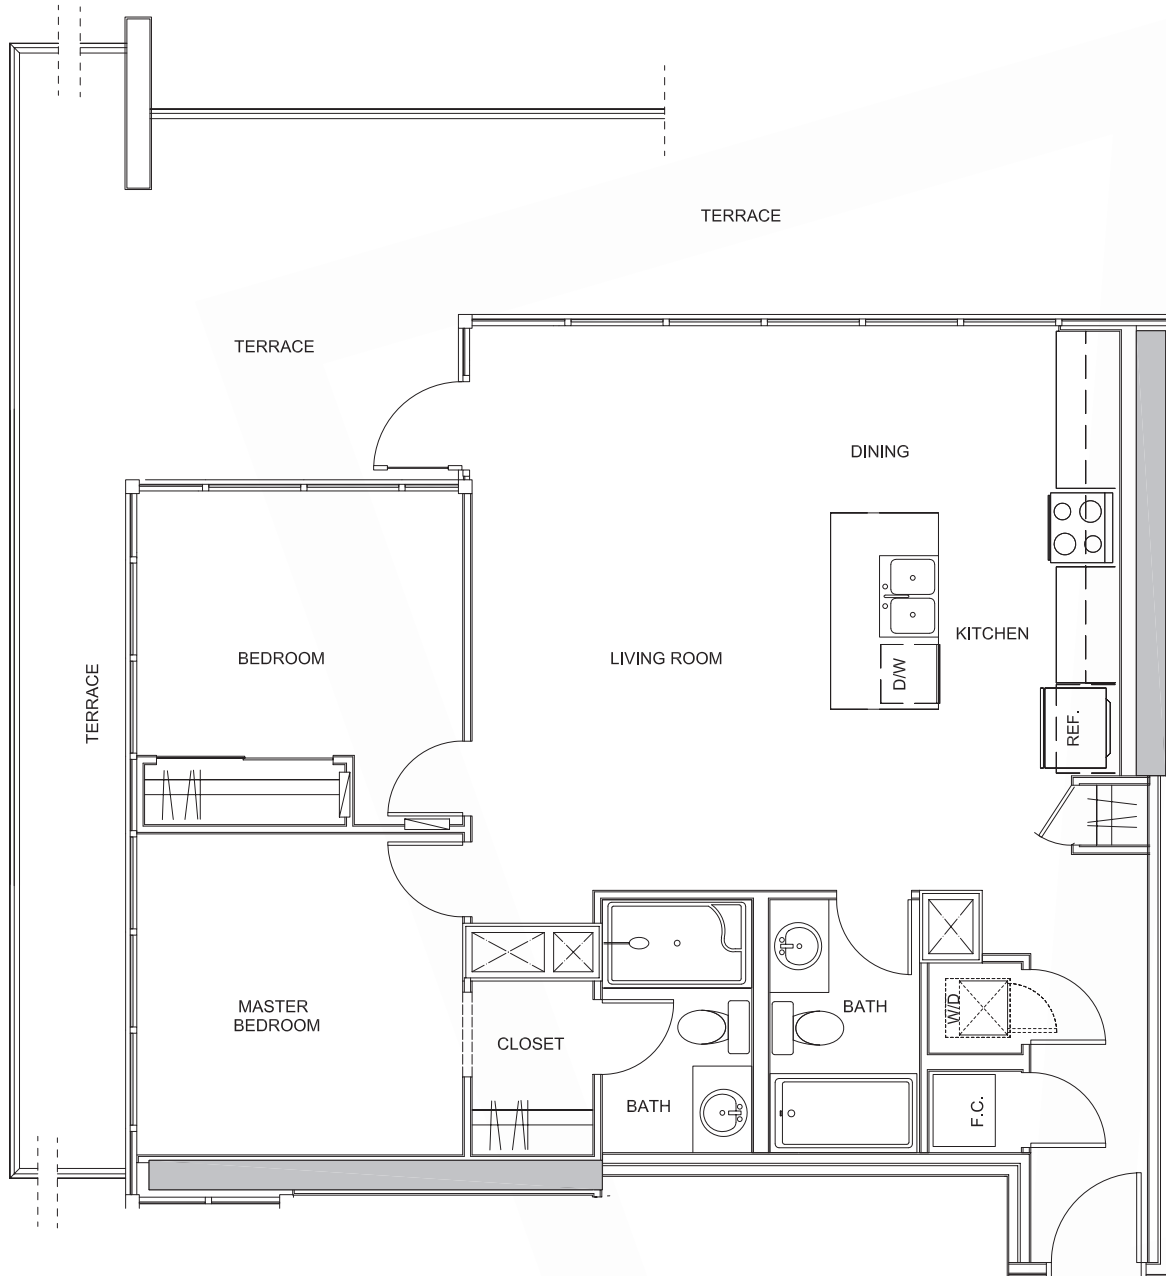 TERRACE
TERRACE
DINING
KITCHEN
BEDROOM
LIVING ROOM
D/W
TERRACE
REF.
MASTER
BEDROOM
W/D
BATH
CLOSET
BATH
F.C.